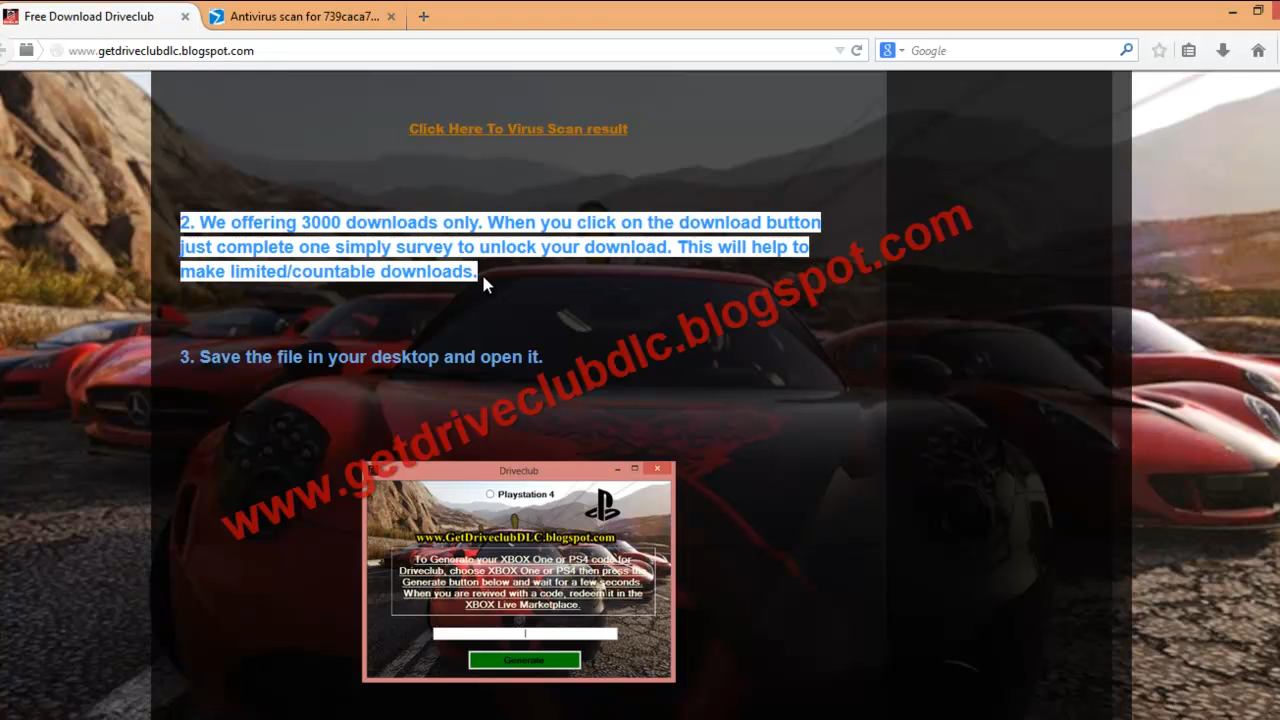 Free Download Driveclub
Antivirus scan for 739caca7...
www.getdriveclubdlc.blogspot.com
Google
Click Here To Virus Scan result
2. We offering 3000 downloads only. When you click on the download button
just complete one simply survey to unlock your download. This will help to
make limited/countable downloads.
3. Save the file in your desktop and open it.
www.getdriveclubdlc.blogspot.com
Driveclub
Playstation 4
www.GetDriveclubDLC.blogspot.com
To Generate your XBOX One or PS4 code for
Driveclub, choose XBOX One or PS4 then press the
Generate button below and wait for a few seconds.
When you are revived with a code, redeem it in the
XBOX Live Marketplace.
Generate